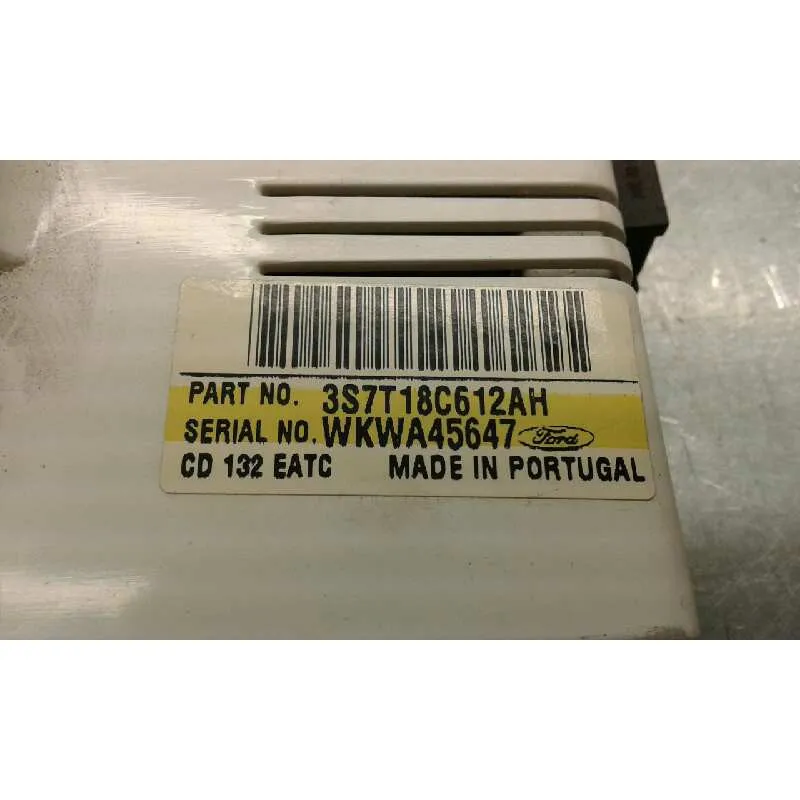 PART NO. 3S7T18C612AH
SERIAL NO. WKWA45647 Ford
CD 132 EATC MADE IN PORTUGAL